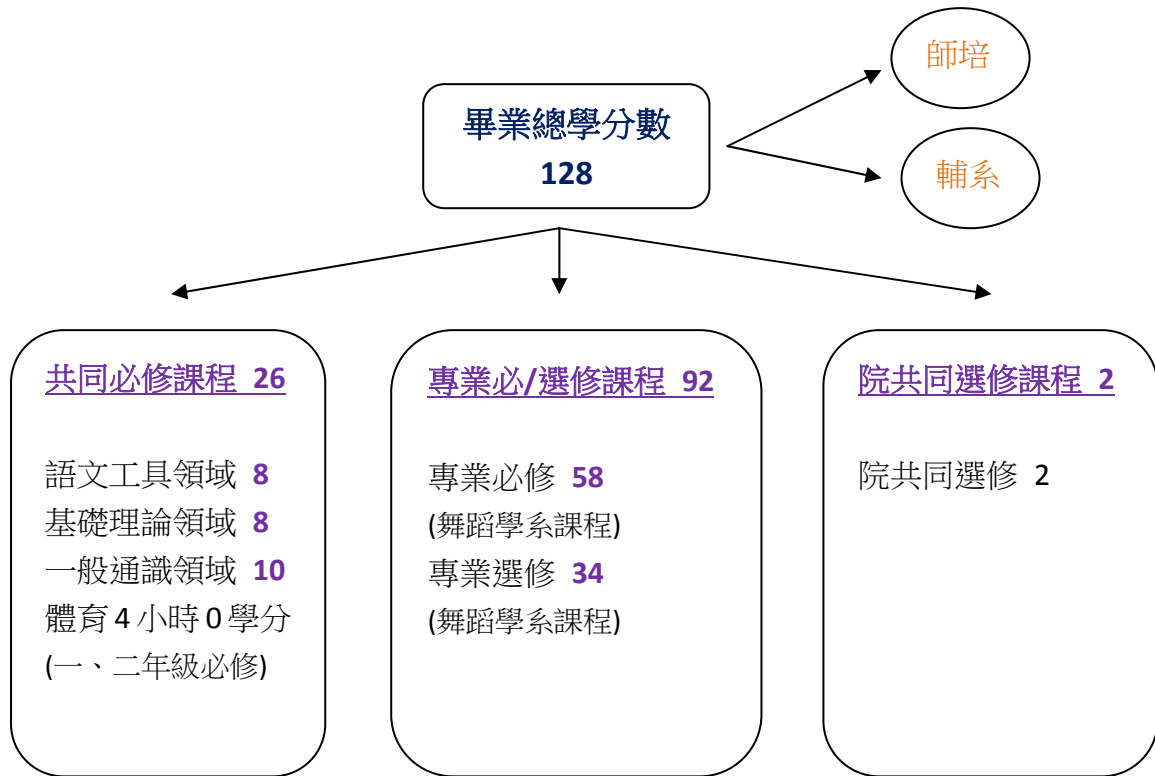 師培
畢業總學分數
128
輔系
共同必修課程 26
語文工具領域 8
基礎理論領域 8
一般通識領域 10
體育 4 小時 0 學分
(一、二年級必修)
專業必/選修課程 92
專業必修 58
(舞蹈學系課程)
專業選修 34
(舞蹈學系課程)
院共同選修課程 2
院共同選修 2